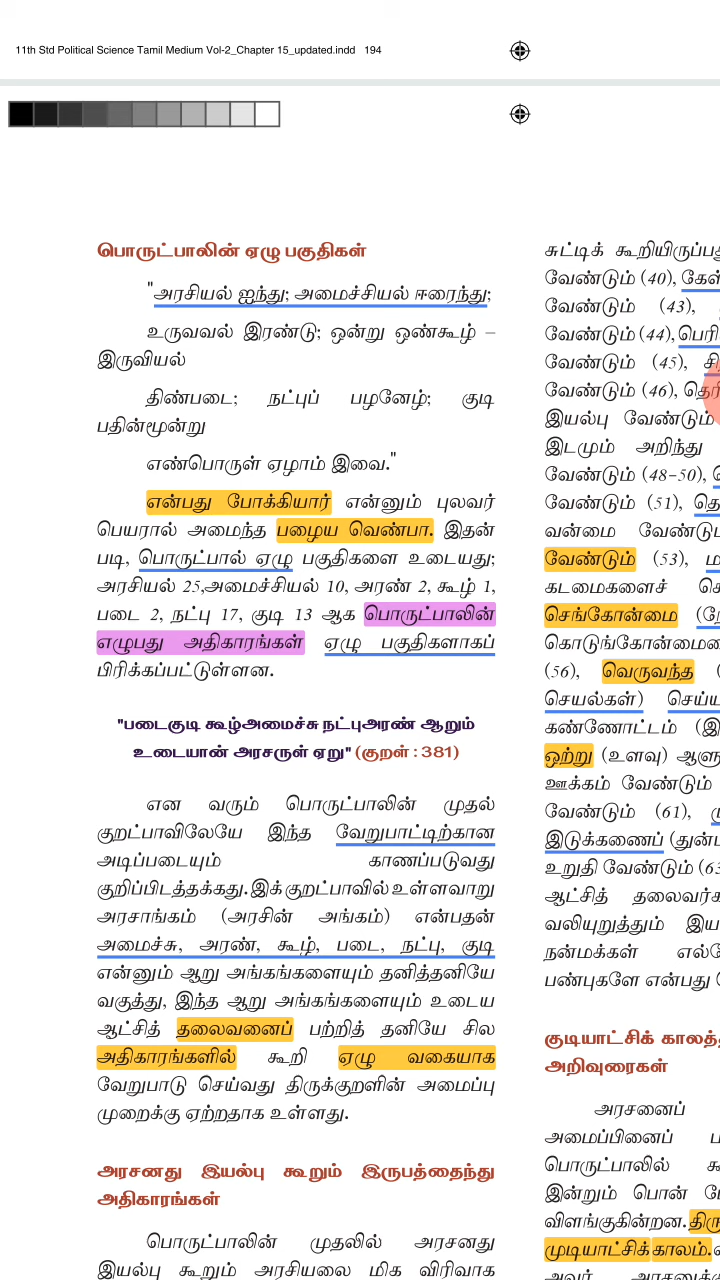 11th Std Political Science Tamil Medium Vol-2_Chapter 15_updated.indd 194
பொருட்பாலின் ஏழு பகுதிகள்
"அரசியல் ஐந்து; அமைச்சியல் ஈரைந்து;
உருவவல் இரண்டு; ஒன்று ஒண்கூழ் –
இருவியல்
திண்படை; நட்புப் பழனேழ்; குடி
பதின்மூன்று
எண்பொருள் ஏழாம் இவை."
என்பது போக்கியார் என்னும் புலவர்
பெயரால் அமைந்த பழைய வெண்பா. இதன்
படி, பொருட்பால் ஏழு பகுதிகளை உடையது;
அரசியல் 25,அமைச்சியல் 10, அரண் 2, கூழ் 1,
படை 2, நட்பு 17, குடி 13 ஆக பொருட்பாலின்
எழுபது அதிகாரங்கள் ஏழு பகுதிகளாகப்
பிரிக்கப்பட்டுள்ளன.
"படைகுடி கூழ்அமைச்சு நட்புஅரண் ஆறும்
உடையான் அரசருள் ஏறு" (குறள் : 381)
என வரும் பொருட்பாலின் முதல்
குறட்பாவிலேயே இந்த வேறுபாட்டிற்கான
அடிப்படையும் காணப்படுவது
குறிப்பிடத்தக்கது. இக்குறட்பாவில் உள்ளவாறு
அரசாங்கம் (அரசின் அங்கம்) என்பதன்
அமைச்சு, அரண், கூழ், படை, நட்பு, குடி
என்னும் ஆறு அங்கங்களையும் தனித்தனியே
வகுத்து, இந்த ஆறு அங்கங்களையும் உடைய
ஆட்சித் தலைவனைப் பற்றித் தனியே சில
அதிகாரங்களில் கூறி ஏழு வகையாக
வேறுபாடு செய்வது திருக்குறளின் அமைப்பு
முறைக்கு ஏற்றதாக உள்ளது.
அரசனது இயல்பு கூறும் இருபத்தைந்து
அதிகாரங்கள்
பொருட்பாலின் முதலில் அரசனது
இயல்பு கூறும் அரசியலை மிக விரிவாக
சுட்டிக் கூறியிருப்பத
வேண்டும் (40), கேள்
வேண்டும் (43),
வேண்டும் (44), பெரி
வேண்டும் (45), சி
வேண்டும் (46), தெரி
இயல்பு வேண்டும்
இடமும் அறிந்து
வேண்டும் (48-50),
வேண்டும் (51), தெ
வன்மை வேண்டு
வேண்டும் (53), ம
கடமைகளைச் செ
செங்கோன்மை (நே
கொடுங்கோன்மை
(56), வெருவந்த (
செயல்கள்) செய்ய
கண்ணோட்டம் (இ
ஒற்று (உளவு) ஆளு
ஊக்கம் வேண்டும்
வேண்டும் (61), மு
இடுக்கணைப் (துன்ப
உறுதி வேண்டும் (63
ஆட்சித் தலைவர்க
வலியுறுத்தும் இய
நன்மக்கள் எல்லே
பண்புகளே என்பது
குடியாட்சிக் காலத்த
அறிவுரைகள்
அரசனைப்
அமைப்பினைப் ப
பொருட்பாலில் கூ
இன்றும் பொன் மே
விளங்குகின்றன. திரு
முடியாட்சிக் காலம்.